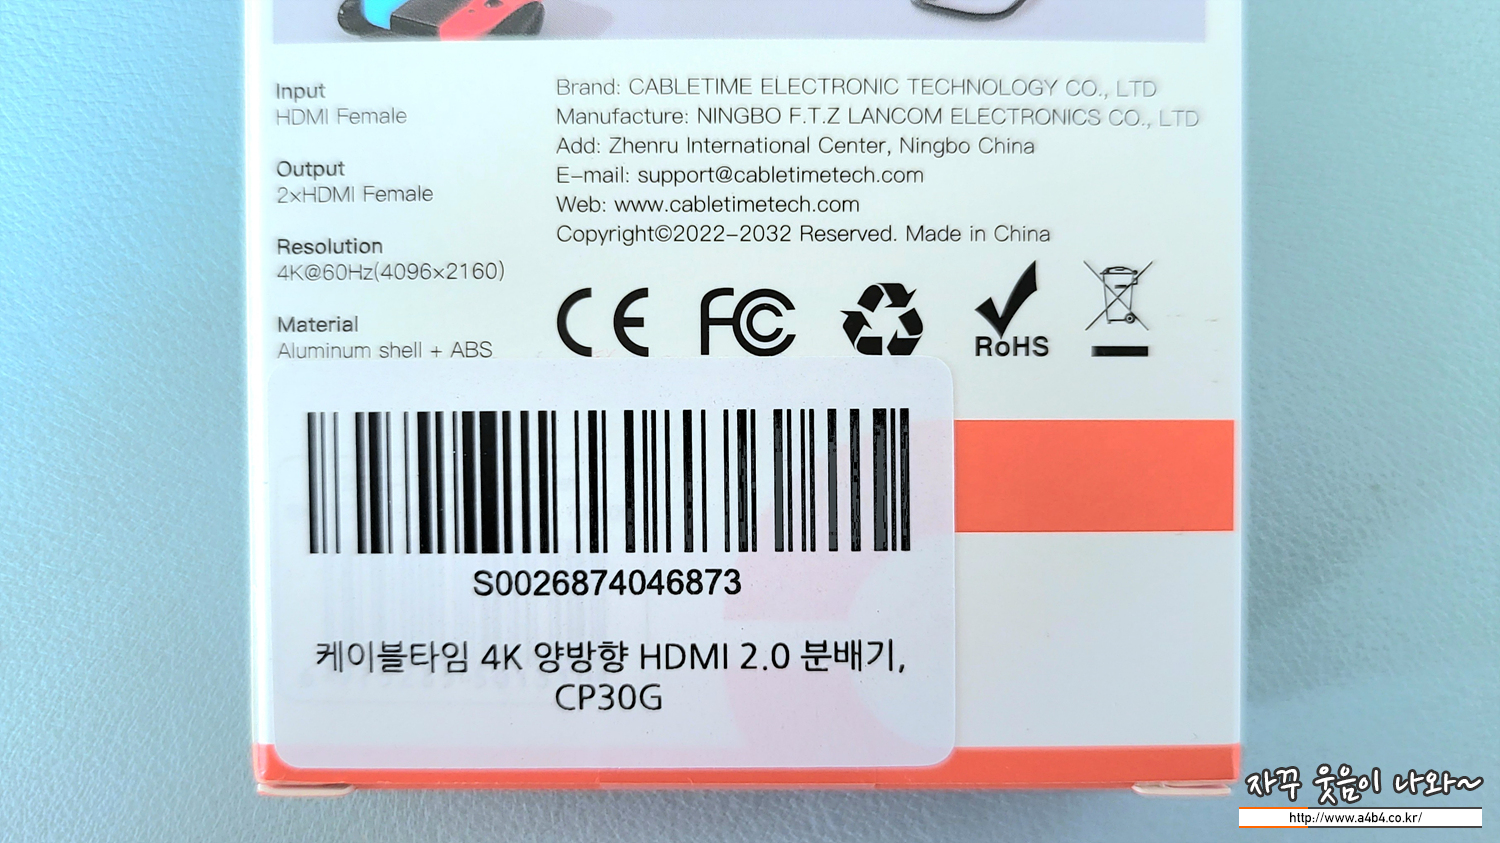 Input
HDMI Female
Output
2×HDMI Female
Resolution
4K@60Hz(4096×2160)
Material
Aluminum shell + ABS
Brand: CABLETIME ELECTRONIC TECHNOLOGY CO., LTD
Manufacture: NINGBO F.T.Z LANCOM ELECTRONICS CO., LTD
Add: Zhenru International Center, Ningbo China
E-mail: support@cabletimetech.com
Web: www.cabletimetech.com
Copyright©2022-2032 Reserved. Made in China
CE FC RoHS
S0026874046873
케이블타임 4K 양방향 HDMI 2.0 분배기,
CP30G
자꾸 웃음이 나와~
http://www.a4b4.co.kr/